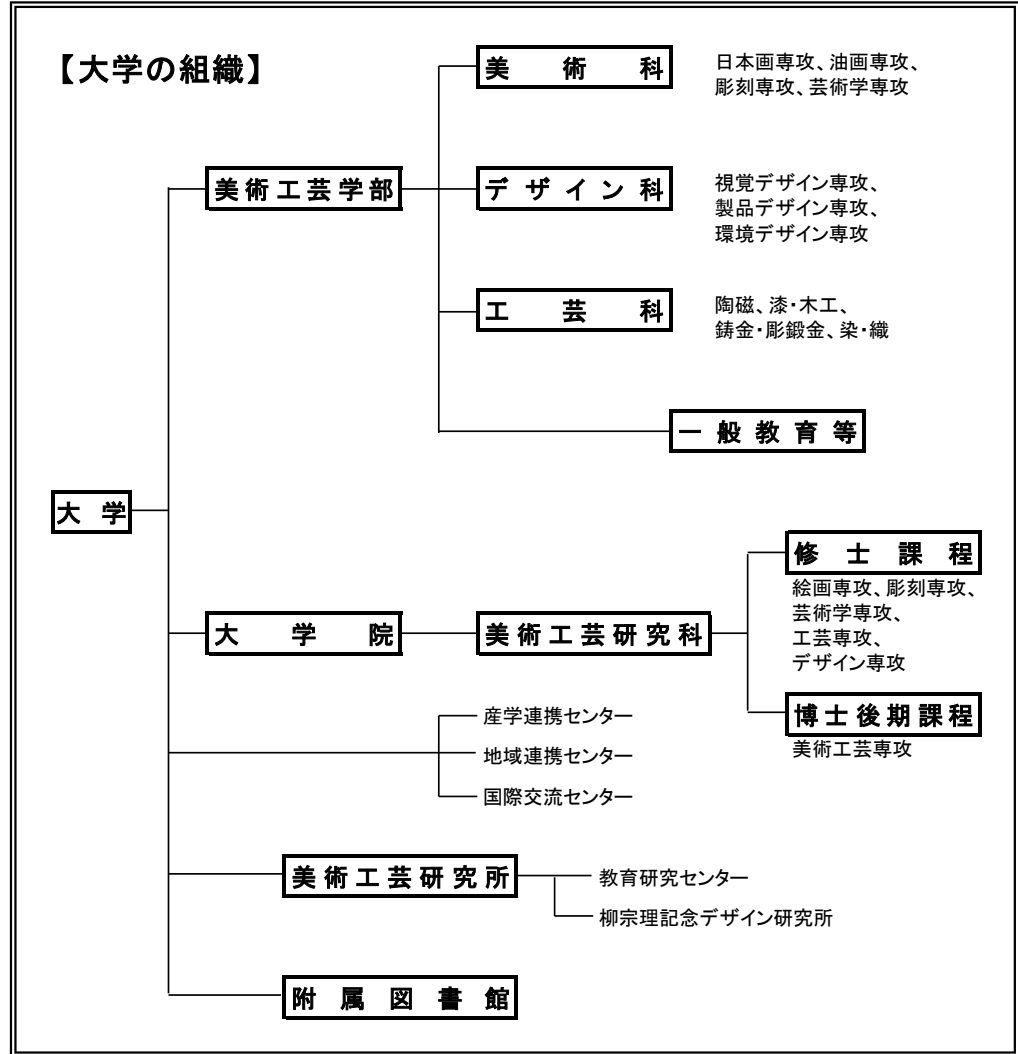 【大学の組織】
美術科
日本画専攻、油画専攻、
彫刻専攻、芸術学専攻
美術工芸学部
デザイン科
視覚デザイン専攻、
製品デザイン専攻、
環境デザイン専攻
工芸科
陶磁、漆・木工、
鋳金・彫鍛金、染・織
一般教育等
大学
大学院
美術工芸研究科
修士課程
絵画専攻、彫刻専攻、
芸術学専攻、
工芸専攻、
デザイン専攻
博士後期課程
美術工芸専攻
産学連携センター
地域連携センター
国際交流センター
美術工芸研究所
教育研究センター
柳宗理記念デザイン研究所
附属図書館